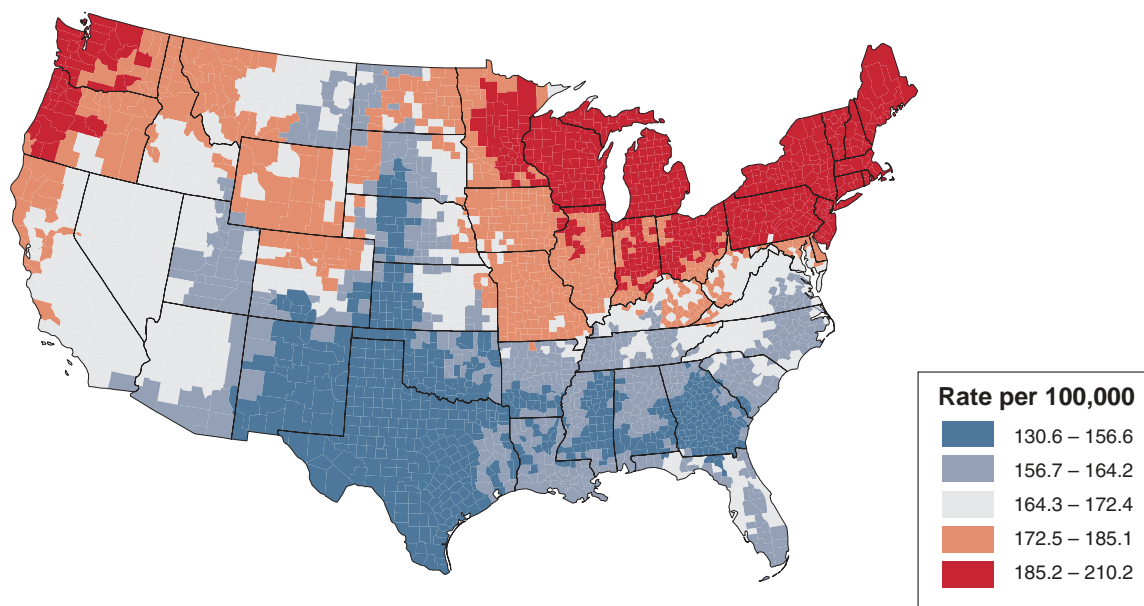 Rate per 100,000
130.6 – 156.6
156.7 – 164.2
164.3 – 172.4
172.5 – 185.1
185.2 – 210.2